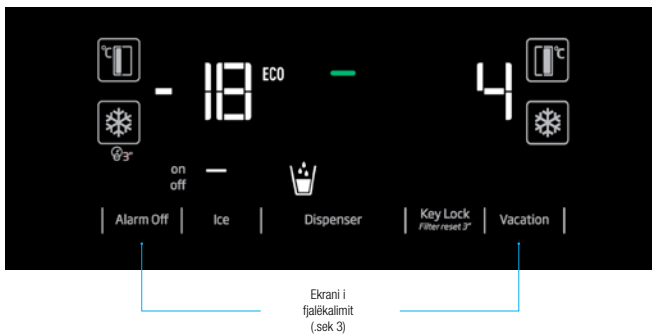 °C
°C
- 18 ECO
4
3"
on
off
Alarm Off
Ice
Dispenser
Key Lock
Filter reset 3"
Vacation
Ekrani i
fjalëkalimit
(.sek 3)